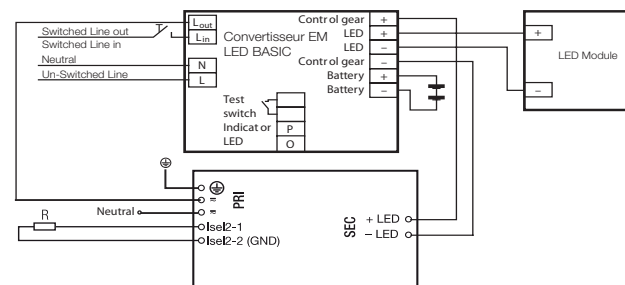 Switched Line out
Switched Line in
Neutral
Un-Switched Line
T
Lout
Lin
N
L
Convertisseur EM
LED BASIC
Control gear
LED
LED
Control gear
Battery
Battery
+
+
−
−
+
−
Test
switch
Indicator
LED
P
O
+
−
LED Module
PRI
=
≈
Neutral
R
Isel2-1
Isel2-2 (GND)
SEC
+ LED
− LED